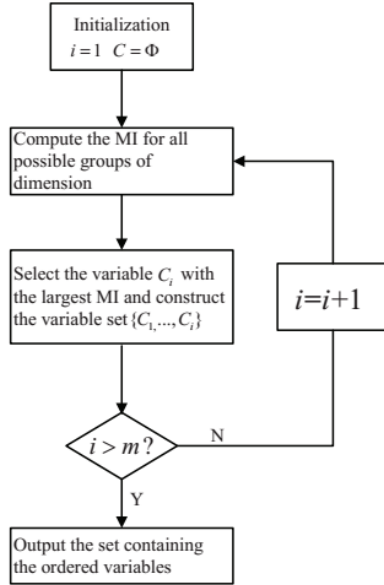 Initialization
i=1 C=Φ
Compute the MI for all
possible groups of
dimension
Select the variable C_i with
the largest MI and construct
the variable set {C_1,...,C_i}
i=i+1
i > m?
N
Y
Output the set containing
the ordered variables